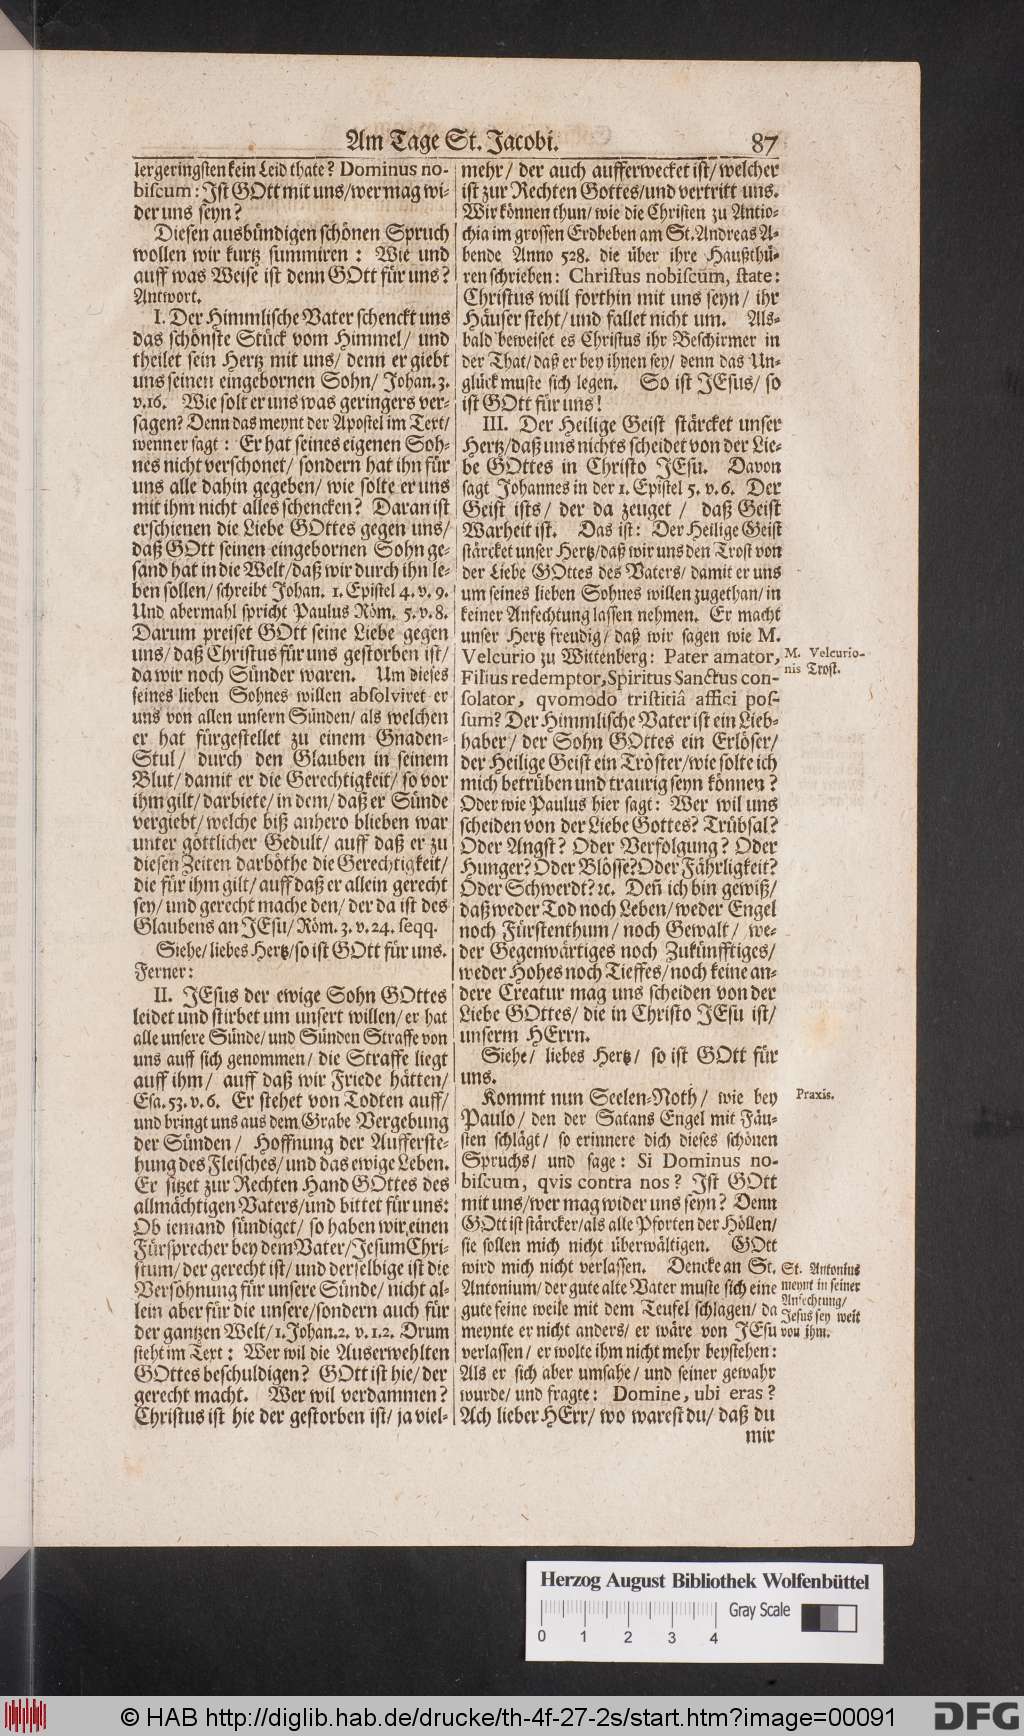 Am Tage St. Jacobi. 87
lergeringsten kein Leid thate? Dominus no-
biscum: Ist GOtt mit uns/wer mag wi-
der uns seyn?
Diesen ausbündigen schönen Spruch
wollen wir kurtz summiren: Wie und
auff was Weise ist denn GOtt für uns?
Antwort.
I. Der Himmlische Vater schenckt uns
das schönste Stück vom Himmel/ und
theilet sein Hertz mit uns/ denn er giebt
uns seinen eingebornen Sohn/ Johan. 3.
v. 16. Wie solt er uns was geringers ver-
sagen? Denn das meynt der Apostel im Text/
wenn er sagt: Er hat seines eigenen Soh-
nes nicht verschonet/ sondern hat ihn für
uns alle dahin gegeben/ wie solte er uns
mit ihm nicht alles schencken? Daran ist
erschienen die Liebe GOttes gegen uns/
daß GOtt seinen eingebornen Sohn ge-
sand hat in die Welt/daß wir durch ihn le-
ben sollen/ schreibt Johan. 1. Epistel 4. v. 9.
Und abermahl spricht Paulus Röm. 5. v. 8.
Darum preiset GOtt seine Liebe gegen
uns/ daß Christus für uns gestorben ist/
da wir noch Sünder waren. Um dieses
seines lieben Sohnes willen absolviret er
uns von allen unsern Sünden/ als welchen
er hat fürgestellet zu einem Gnaden-
Stul/ durch den Glauben in seinem
Blut/ damit er die Gerechtigkeit/ so vor
ihm gilt/ darbiete/ in dem/ daß er Sünde
vergiebt/ welche biß anhero blieben war
unter göttlicher Gedult/ auff daß er zu
diesen Zeiten darböthe die Gerechtigkeit/
die für ihm gilt/ auff daß er allein gerecht
sey/ und gerecht mache den/ der da ist des
Glaubens an JEsu/ Röm. 3. v. 24. seqq.
Siehe/ liebes Hertz/ so ist GOtt für uns.
Ferner:
II. JEsus der ewige Sohn GOttes
leidet und stirbet um unsert willen/ er hat
alle unsere Sünde/ und Sünden Straffe von
uns auff sich genommen/ die Straffe liegt
auff ihm/ auff daß wir Friede hätten/
Esa. 53. v. 6. Er stehet von Todten auff/
und bringt uns aus dem Grabe Vergebung
der Sünden/ Hoffnung der Aufferste-
hung des Fleisches/ und das ewige Leben.
Er sitzet zur Rechten Hand GOttes des
allmächtigen Vaters/ und bittet für uns:
Ob iemand sündiget/ so haben wir einen
Fürsprecher bey dem Vater/ Jesum Chri-
stum/ der gerecht ist/ und derselbige ist die
Versöhnung für unsere Sünde/ nicht al-
lein aber für die unsere/ sondern auch für
der gantzen Welt/ 1. Johan. 2. v. 1. 2. Drum
steht im Text: Wer wil die Auserwehlten
GOttes beschuldigen? GOtt ist hie/ der
gerecht macht. Wer wil verdammen?
Christus ist hie der gestorben ist/ ja viel-
mehr/ der auch aufferwecket ist/ welcher
ist zur Rechten Gottes/ und vertritt uns.
Wir können thun/ wie die Christen zu Antio-
chia im grossen Erdbeben am St. Andreas A-
bende Anno 528. die über ihre Haußthü-
ren schrieben: Christus nobiscum, state:
Christus will forthin mit uns seyn/ ihr
Häuser steht/ und fallet nicht um. Als-
bald beweiset es Christus ihr Beschirmer in
der That/ daß er bey ihnen sey/ denn das Un-
glück muste sich legen. So ist JEsus/ so
ist GOtt für uns!
III. Der Heilige Geist stärcket unser
Hertz/ daß uns nichts scheidet von der Lie-
be GOttes in Christo JEsu. Davon
sagt Johannes in der 1. Epistel 5. v. 6. Der
Geist ists/ der da zeuget/ daß Geist
Warheit ist. Das ist: Der Heilige Geist
stärcket unser Hertz/ daß wir uns den Trost von
der Liebe GOttes des Vaters/ damit er uns
um seines lieben Sohnes willen zugethan/ in
keiner Anfechtung lassen nehmen. Er macht
unser Hertz freudig/ daß wir sagen wie M.
Velcurio zu Wittenberg: Pater amator,
Filius redemptor, Spiritus Sanctus con-
solator, qvomodo tristitiâ affici pos-
sum? Der Himmlische Vater ist ein Lieb-
haber/ der Sohn GOttes ein Erlöser/
der Heilige Geist ein Tröster/ wie solte ich
mich betrüben und traurig seyn können?
Oder wie Paulus hier sagt: Wer wil uns
scheiden von der Liebe Gottes? Trübsal?
Oder Angst? Oder Verfolgung? Oder
Hunger? Oder Blösse? Oder Fährligkeit?
Oder Schwerdt? ꝛc. Deñ ich bin gewiß/
daß weder Tod noch Leben/ weder Engel
noch Fürstenthum/ noch Gewalt/ we-
der Gegenwärtiges noch Zukünfftiges/
weder Hohes noch Tieffes/ noch keine an-
dere Creatur mag uns scheiden von der
Liebe GOttes/ die in Christo JEsu ist/
unserm HErrn.
Siehe/ liebes Hertz/ so ist GOtt für
uns.
Kommt nun Seelen-Noth/ wie bey
Paulo/ den der Satans Engel mit Fäu-
sten schlägt/ so erinnere dich dieses schönen
Spruchs/ und sage: Si Dominus no-
biscum, qvis contra nos? Ist GOtt
mit uns/ wer mag wider uns seyn? Denn
GOtt ist stärcker/ als alle Pforten der Höllen/
sie sollen mich nicht überwältigen. GOtt
wird mich nicht verlassen. Dencke an St.
Antonium/ der gute alte Vater muste sich eine
gute feine weile mit dem Teufel schlagen/ da
meynte er nicht anders/ er wäre von JEsu
verlassen/ er wolte ihm nicht mehr beystehen:
Als er sich aber umsahe/ und seiner gewahr
wurde/ und fragte: Domine, ubi eras?
Ach lieber HErr/ wo warest du/ daß du
mir
M. Velcurio-
nis Trost.
Praxis.
St. Antonius
meynt in seiner
Anfechtung/
Jesus sey weit
von ihm.
Herzog August Bibliothek Wolfenbüttel
Gray Scale
0 1 2 3 4
© HAB http://diglib.hab.de/drucke/th-4f-27-2s/start.htm?image=00091
DFG